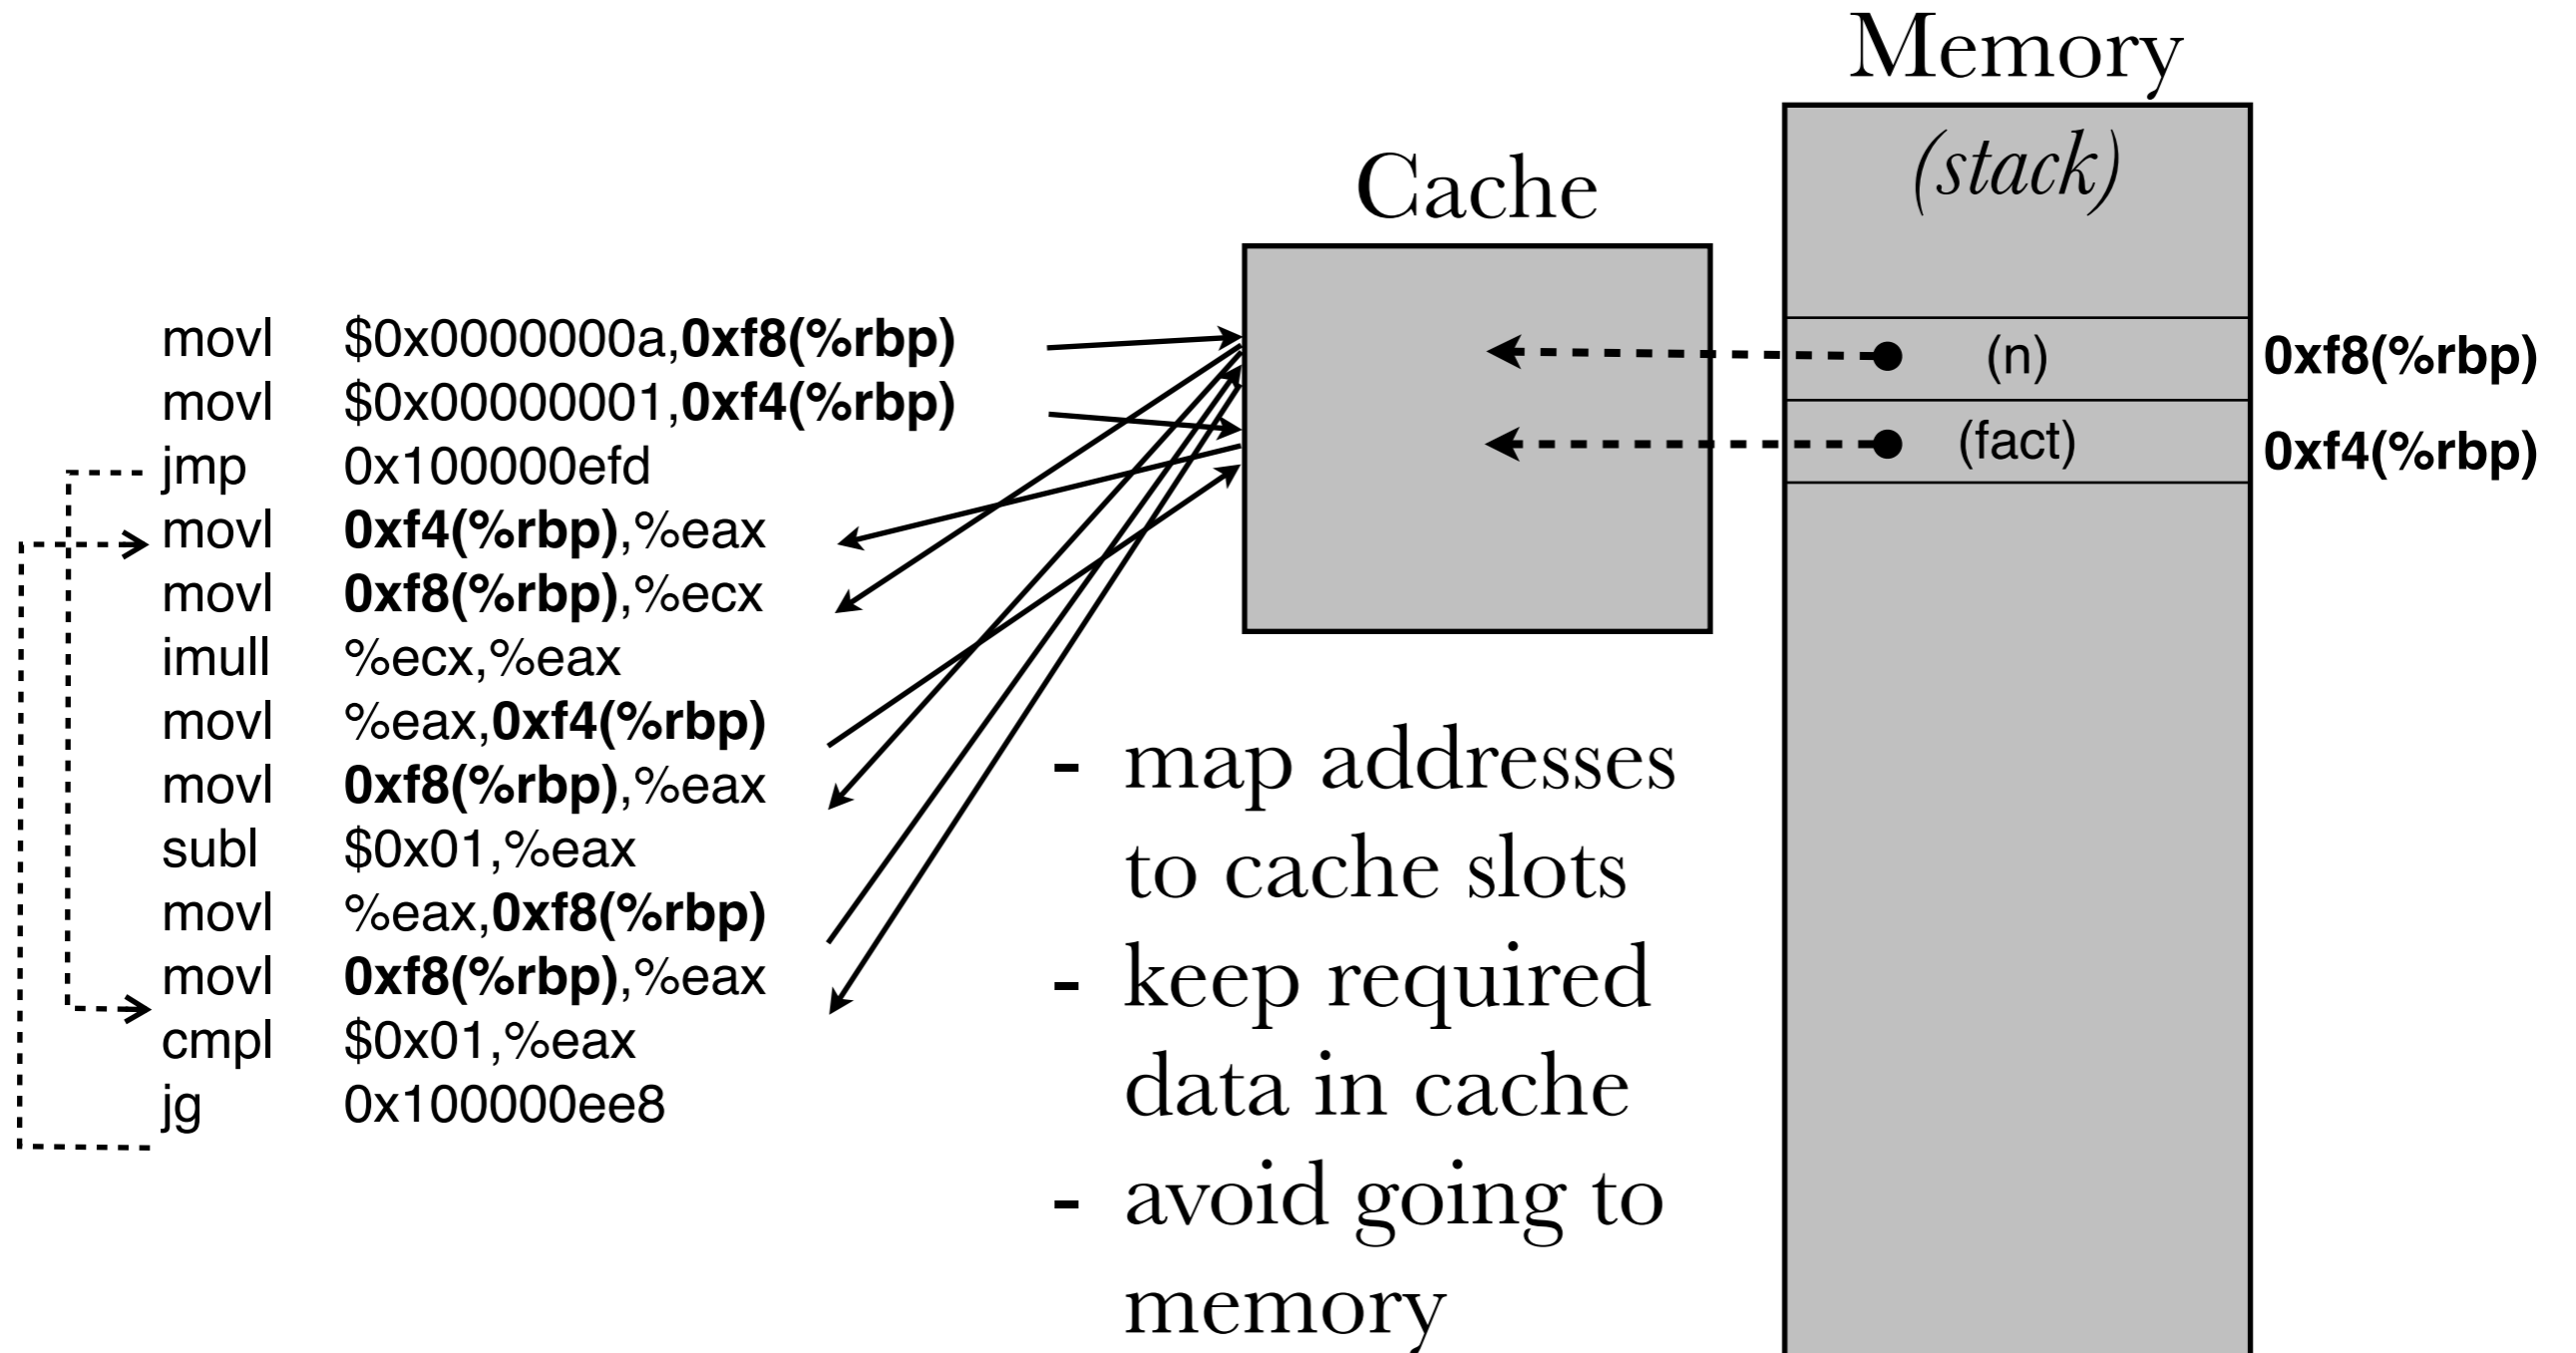 Memory
(stack)
Cache
movl $0x0000000a,0xf8(%rbp)
movl $0x00000001,0xf4(%rbp)
jmp 0x100000efd
movl 0xf4(%rbp),%eax
movl 0xf8(%rbp),%ecx
imull %ecx,%eax
movl %eax,0xf4(%rbp)
movl 0xf8(%rbp),%eax
subl $0x01,%eax
movl %eax,0xf8(%rbp)
movl 0xf8(%rbp),%eax
cmpl $0x01,%eax
jg 0x100000ee8
(n) 0xf8(%rbp)
(fact) 0xf4(%rbp)
- map addresses
to cache slots
- keep required
data in cache
- avoid going to
memory